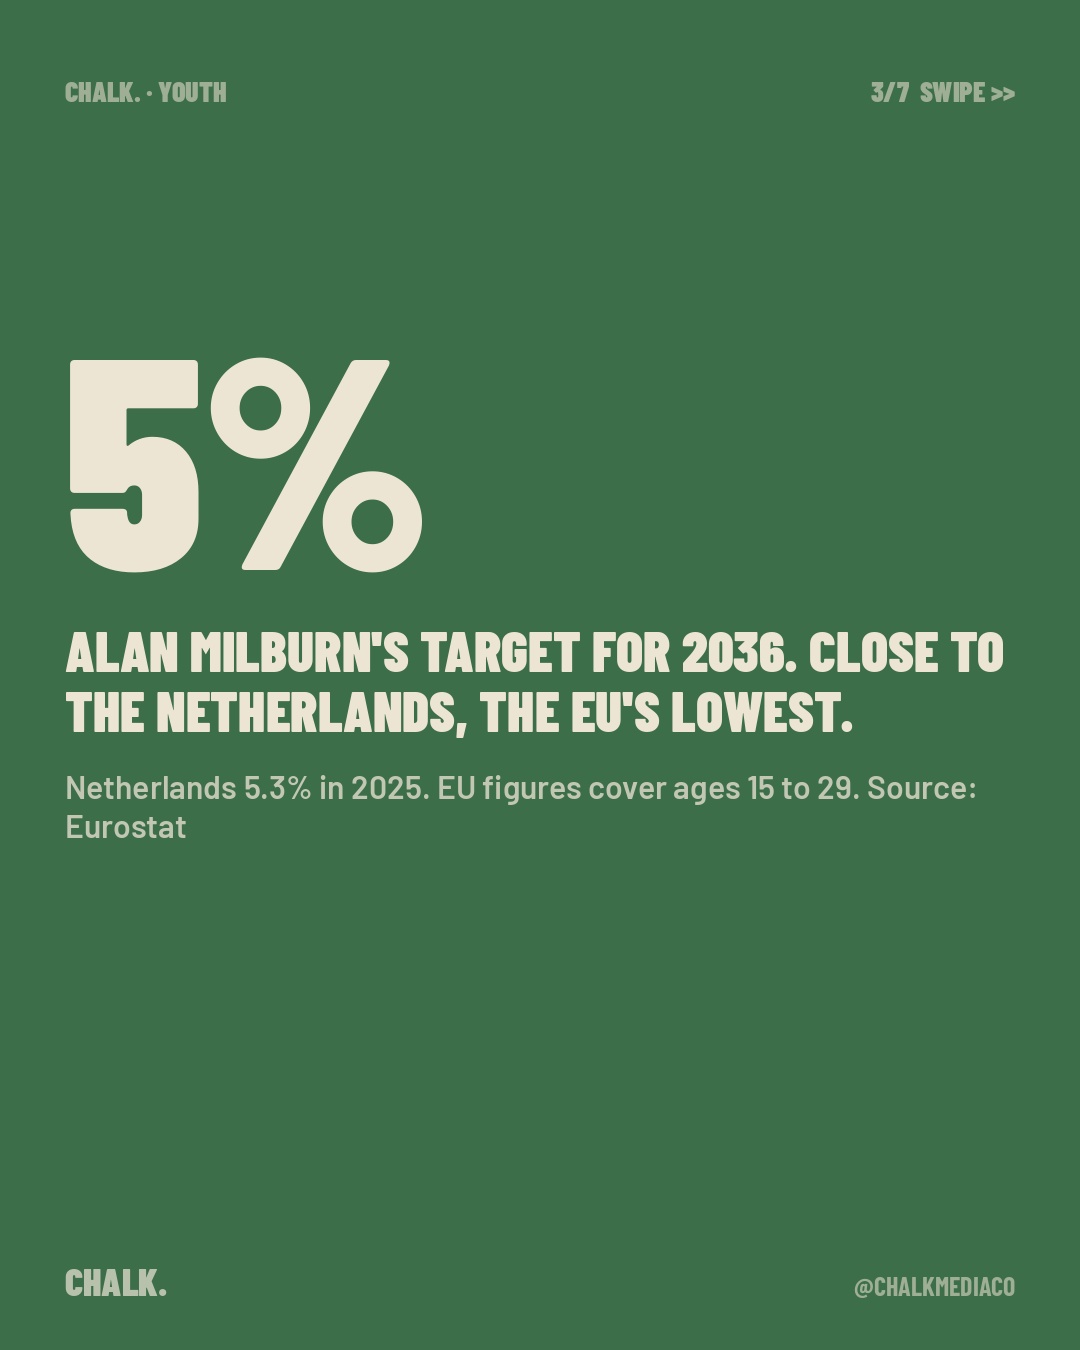 CHALK. · YOUTH
3/7 SWIPE >>
5%
ALAN MILBURN'S TARGET FOR 2036. CLOSE TO
THE NETHERLANDS, THE EU'S LOWEST.
Netherlands 5.3% in 2025. EU figures cover ages 15 to 29. Source:
Eurostat
CHALK.
@CHALKMEDIACO